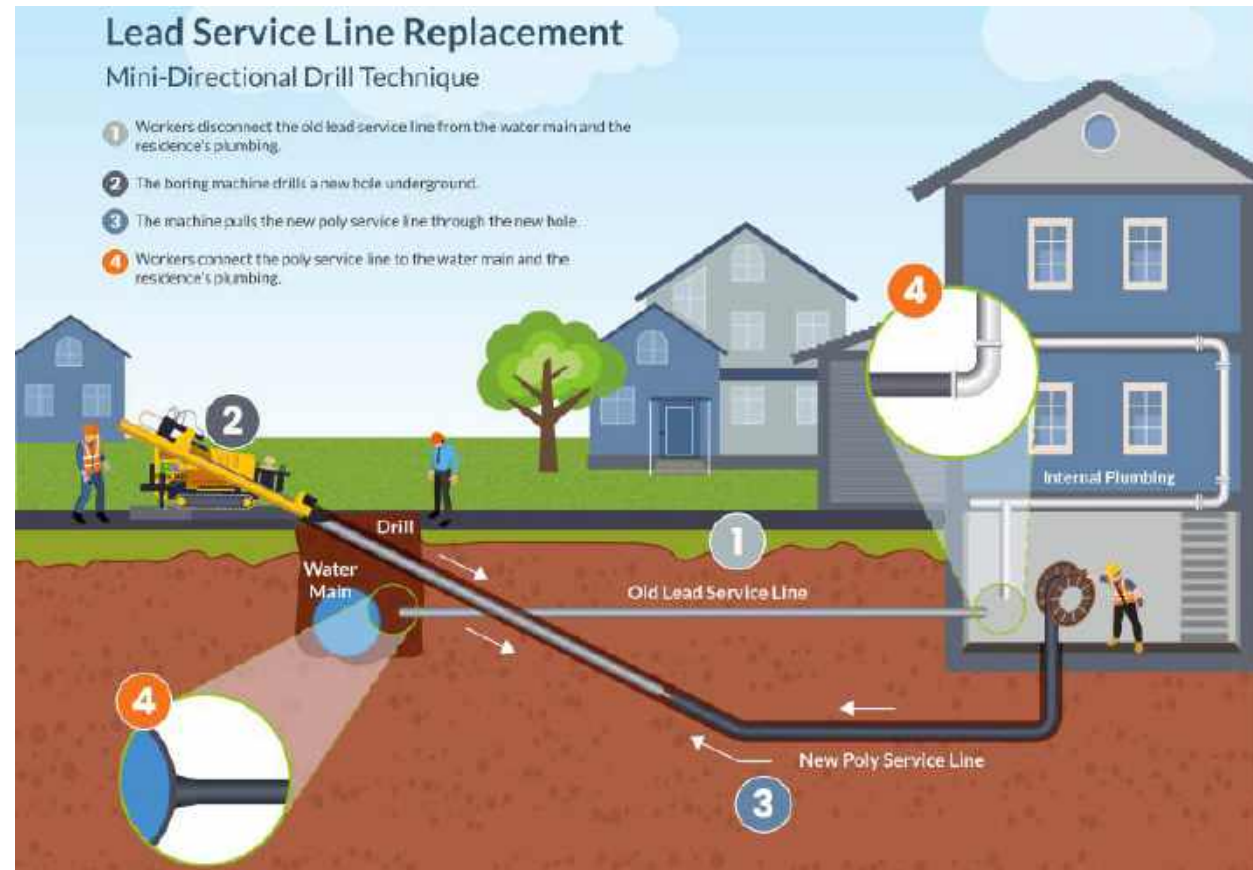 Lead Service Line Replacement
Mini-Directional Drill Technique
1 Workers disconnect the old lead service line from the water main and the
residence's plumbing.
2 The boring machine drills a new hole underground.
3 The machine pulls the new poly service line through the new hole.
4 Workers connect the poly service line to the water main and the
residence's plumbing.
4
2
Internal Plumbing
Drill
1
Water
Main
Old Lead Service Line
4
New Poly Service Line
3